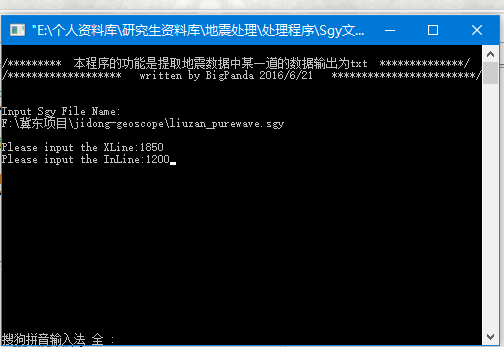 "E:\个人资料库\研究生资料库\地震处理\处理程序\Sgy文...
/********* 本程序的功能是提取地震数据中某一道的数据输出为txt **************/
/******************* written by BigPanda 2016/6/21 ************************/
Input Sgy File Name:
F:\冀东项目\jidong-geoscope\liuzan_purewave.sgy
Please input the XLine:1850
Please input the InLine:1200
搜狗拼音输入法 全 :